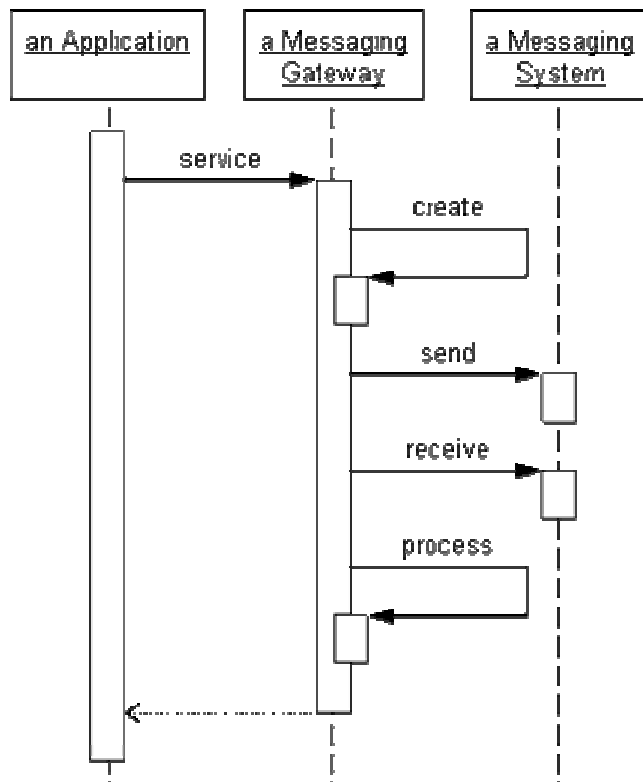 an Application
a Messaging
Gateway
a Messaging
System
service
create
send
receive
process